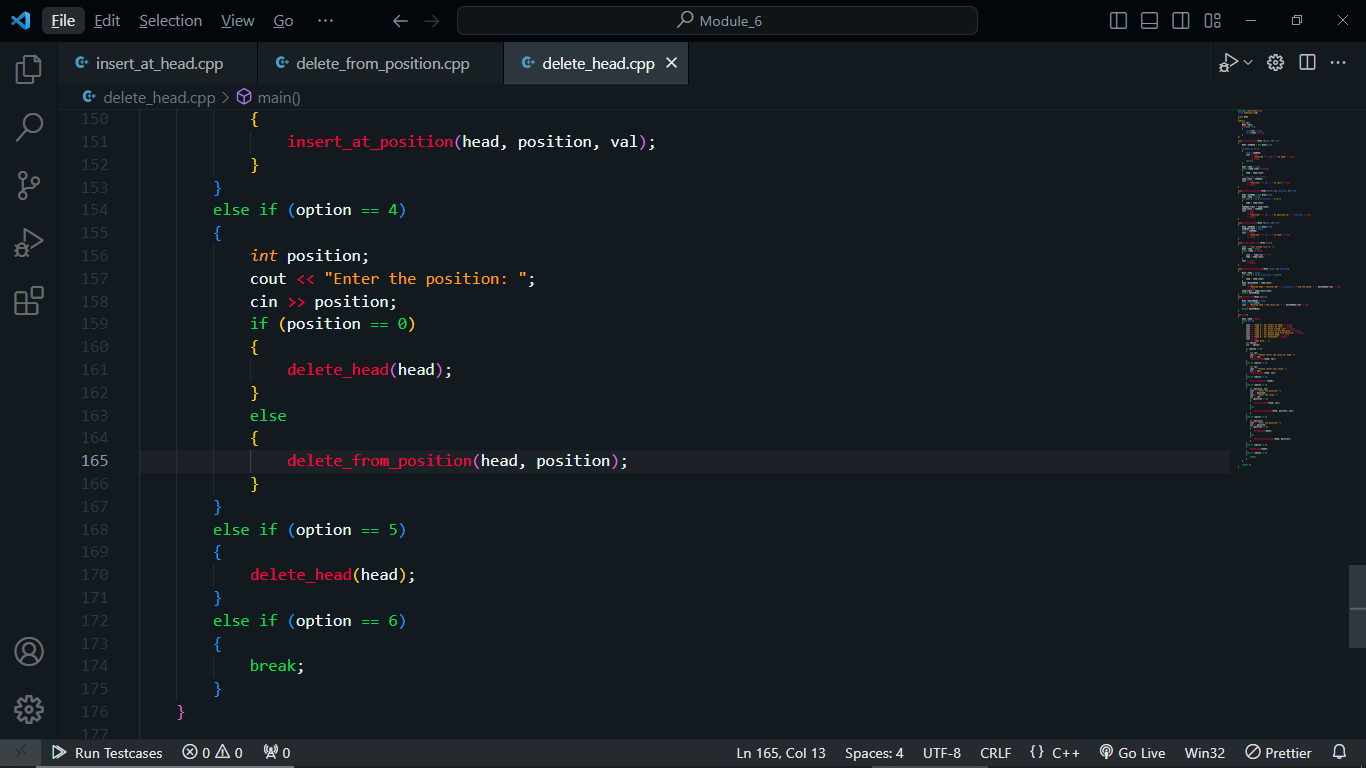 File Edit Selection View Go ··· Module_6
insert_at_head.cpp delete_from_position.cpp delete_head.cpp
delete_head.cpp > main()
150 {
151 insert_at_position(head, position, val);
152 }
153 }
154 else if (option == 4)
155 {
156 int position;
157 cout << "Enter the position: ";
158 cin >> position;
159 if (position == 0)
160 {
161 delete_head(head);
162 }
163 else
164 {
165 delete_from_position(head, position);
166 }
167 }
168 else if (option == 5)
169 {
170 delete_head(head);
171 }
172 else if (option == 6)
173 {
174 break;
175 }
176 }
177
Run Testcases 0 0 0 Ln 165, Col 13 Spaces: 4 UTF-8 CRLF {} C++ Go Live Win32 Prettier